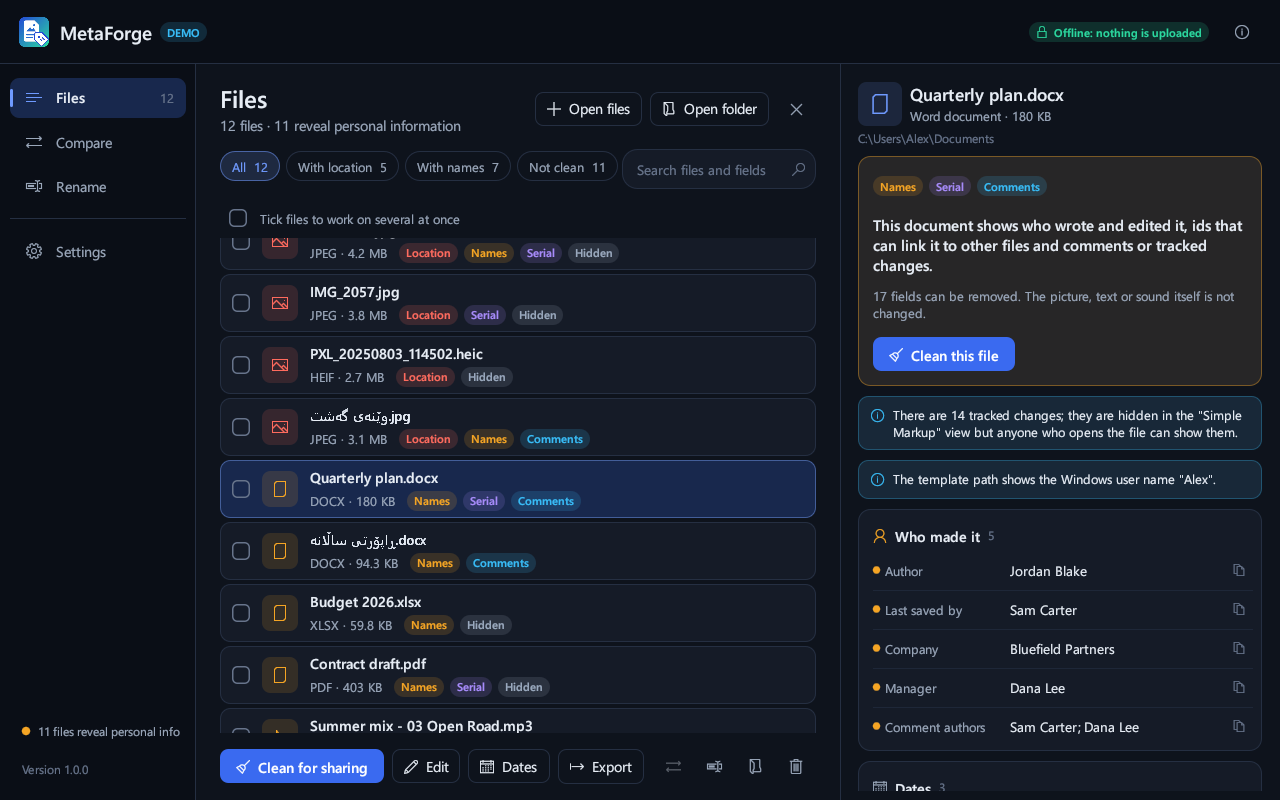 MetaForge DEMO
Offline: nothing is uploaded
Files 12
Compare
Rename
Settings
11 files reveal personal info
Version 1.0.0
Files
12 files · 11 reveal personal information
Open files
Open folder
All 12
With location 5
With names 7
Not clean 11
Search files and fields
Tick files to work on several at once
JPEG · 4.2 MB Location Names Serial Hidden
IMG_2057.jpg
JPEG · 3.8 MB Location Serial Hidden
PXL_20250803_114502.heic
HEIF · 2.7 MB Location Hidden
وێنەی گەشت.jpg
JPEG · 3.1 MB Location Names Comments
Quarterly plan.docx
DOCX · 180 KB Names Serial Comments
ڕاپۆرتی ساڵانە.docx
DOCX · 94.3 KB Names Comments
Budget 2026.xlsx
XLSX · 59.8 KB Names Hidden
Contract draft.pdf
PDF · 403 KB Names Serial Hidden
Summer mix - 03 Open Road.mp3
Clean for sharing
Edit
Dates
Export
Quarterly plan.docx
Word document · 180 KB
C:\Users\Alex\Documents
Names Serial Comments
This document shows who wrote and edited it, ids that
can link it to other files and comments or tracked
changes.
17 fields can be removed. The picture, text or sound itself is not
changed.
Clean this file
There are 14 tracked changes; they are hidden in the "Simple
Markup" view but anyone who opens the file can show them.
The template path shows the Windows user name "Alex".
Who made it 5
Author Jordan Blake
Last saved by Sam Carter
Company Bluefield Partners
Manager Dana Lee
Comment authors Sam Carter; Dana Lee
Dates 3